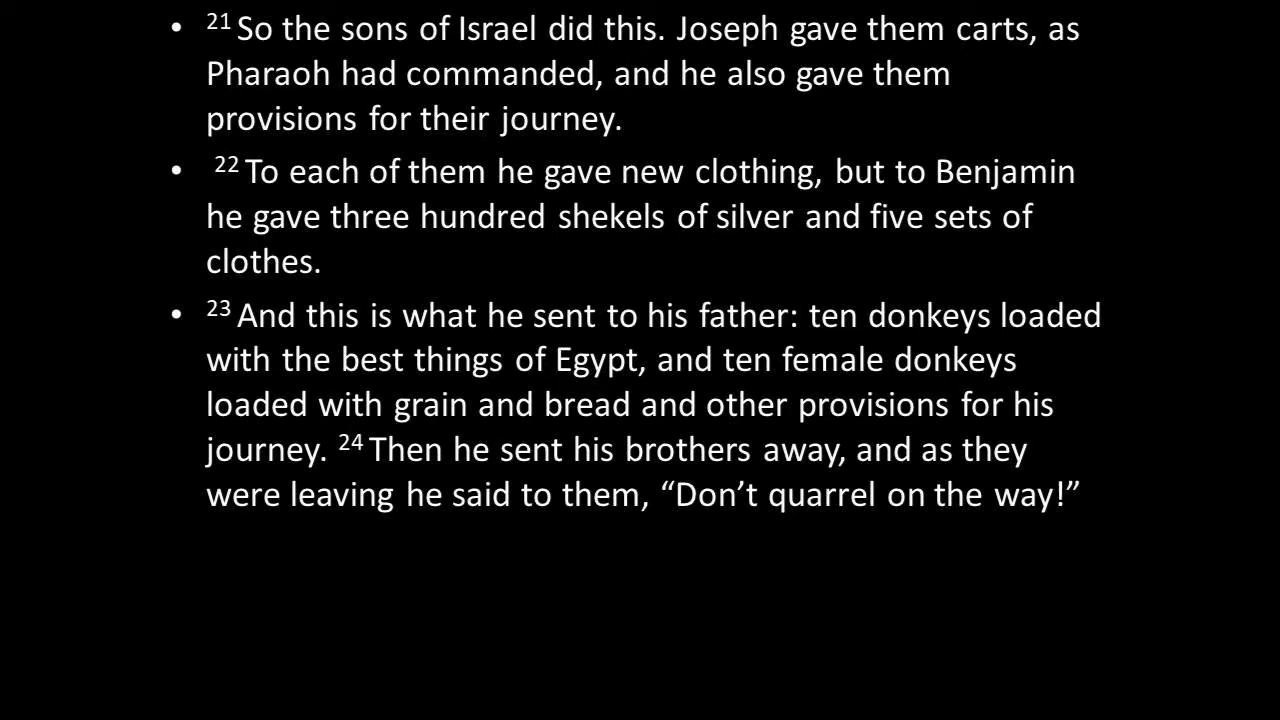 • 21 So the sons of Israel did this. Joseph gave them carts, as
Pharaoh had commanded, and he also gave them
provisions for their journey.
• 22 To each of them he gave new clothing, but to Benjamin
he gave three hundred shekels of silver and five sets of
clothes.
• 23 And this is what he sent to his father: ten donkeys loaded
with the best things of Egypt, and ten female donkeys
loaded with grain and bread and other provisions for his
journey. 24 Then he sent his brothers away, and as they
were leaving he said to them, “Don’t quarrel on the way!”